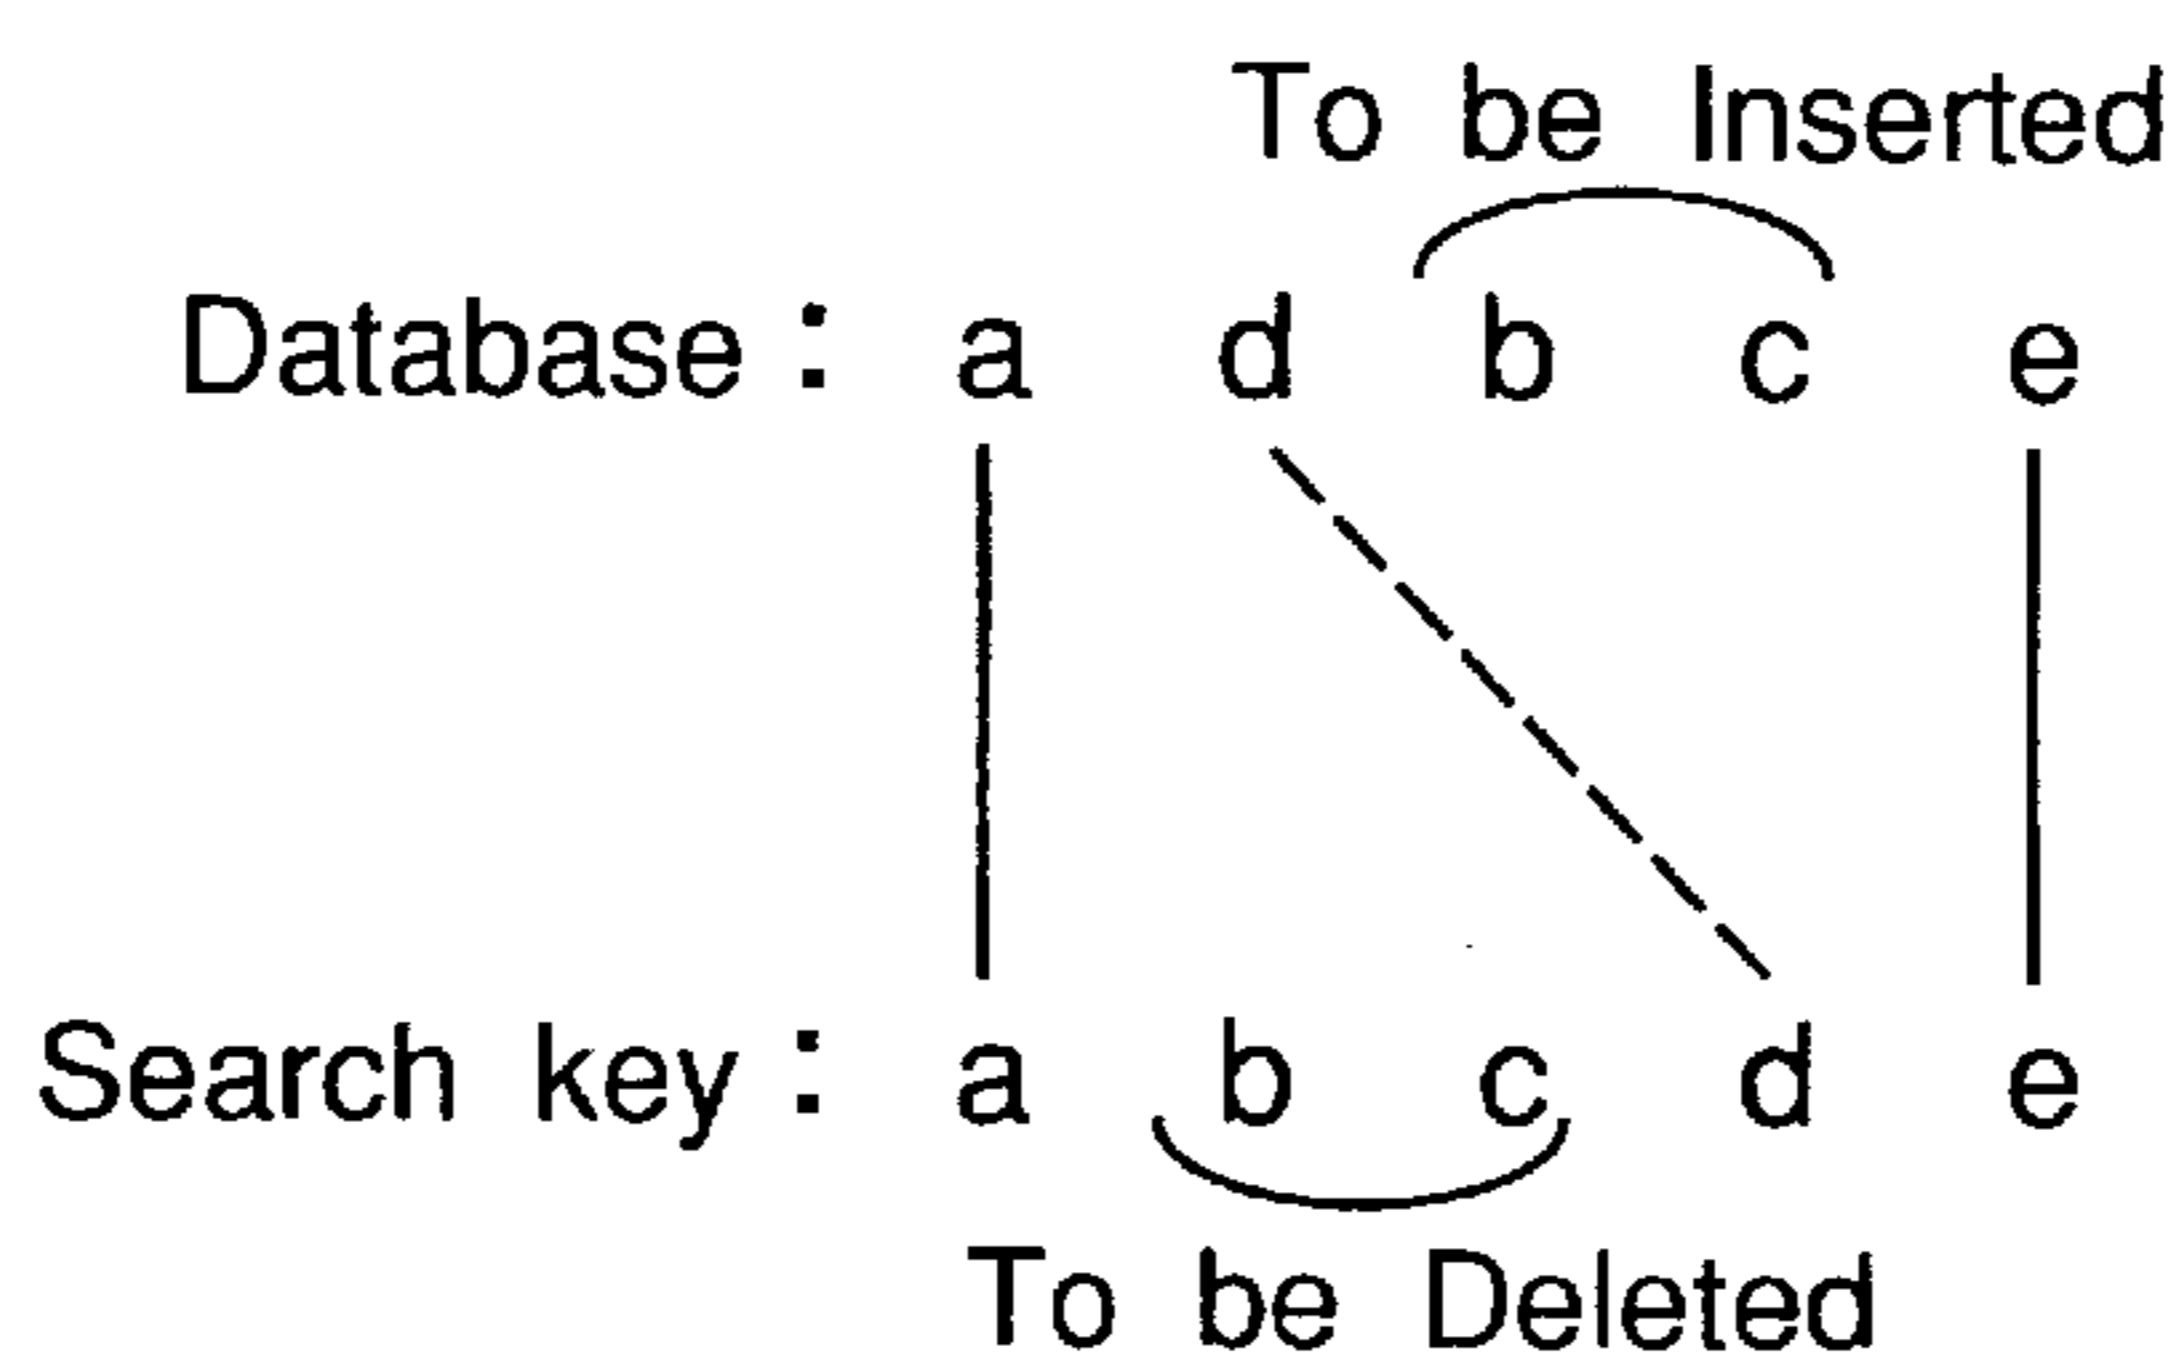 To be Inserted
Database : a d b c e
Search key : a b c d e
To be Deleted